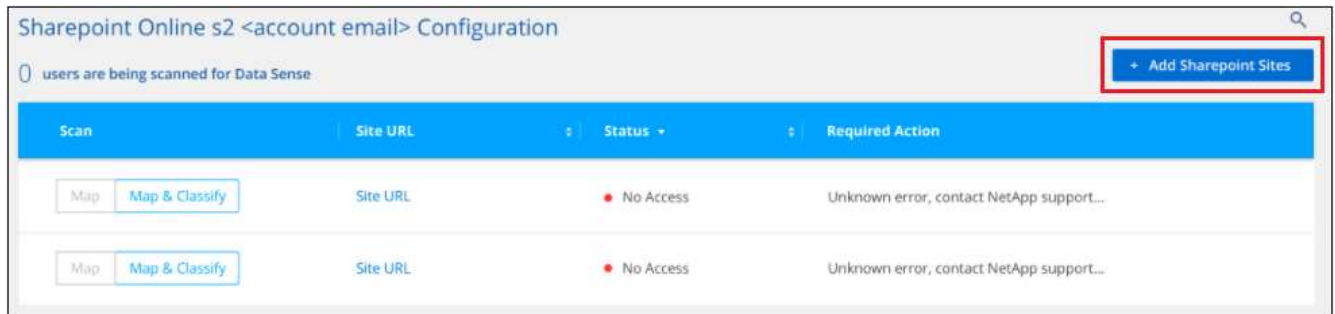 Sharepoint Online s2 <account email> Configuration
0 users are being scanned for Data Sense
+ Add Sharepoint Sites
Scan Site URL Status Required Action
Map Map & Classify Site URL No Access Unknown error, contact NetApp support...
Map Map & Classify Site URL No Access Unknown error, contact NetApp support...